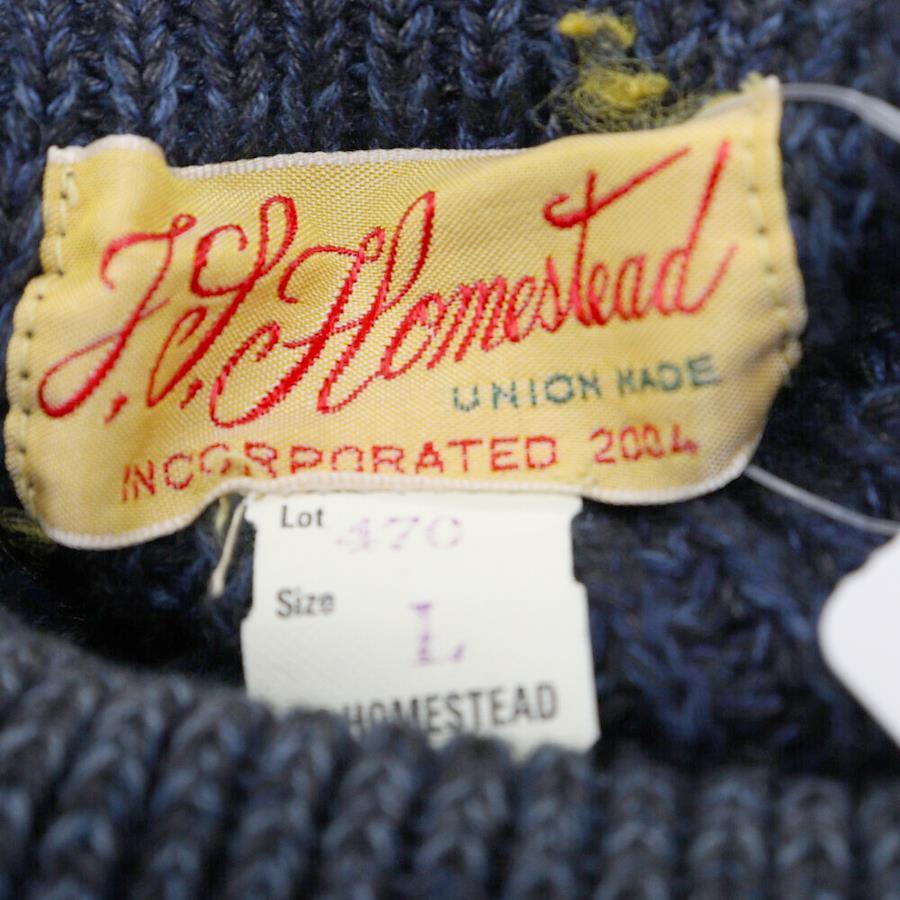 J.S. Homestead
UNION MADE
INCORPORATED 2004
Lot 470
Size L
HOMESTEAD